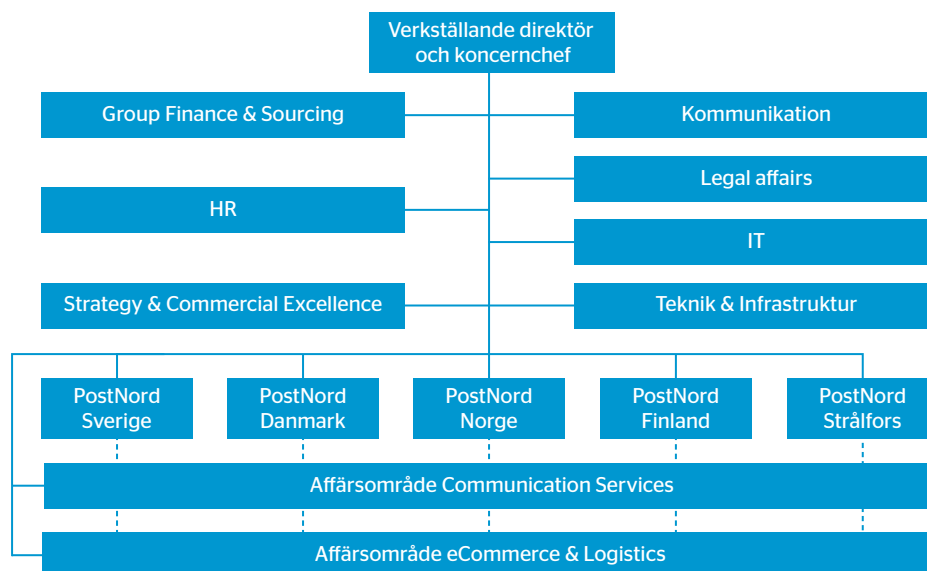 Verkställande direktör
och koncernchef
Group Finance & Sourcing
Kommunikation
Legal affairs
HR
IT
Strategy & Commercial Excellence
Teknik & Infrastruktur
PostNord
Sverige
PostNord
Danmark
PostNord
Norge
PostNord
Finland
PostNord
Strålfors
Affärsområde Communication Services
Affärsområde eCommerce & Logistics